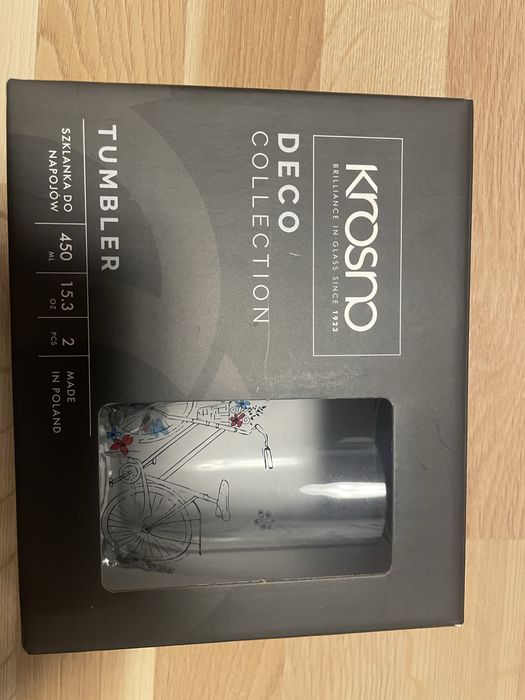 KROSNO
BRILLIANCE IN GLASS SINCE 1923
DECO
COLLECTION
TUMBLER
SZKLANKA DO
NAPOJÓW
450
ML
15.3
OZ
2
PCS
MADE
IN POLAND